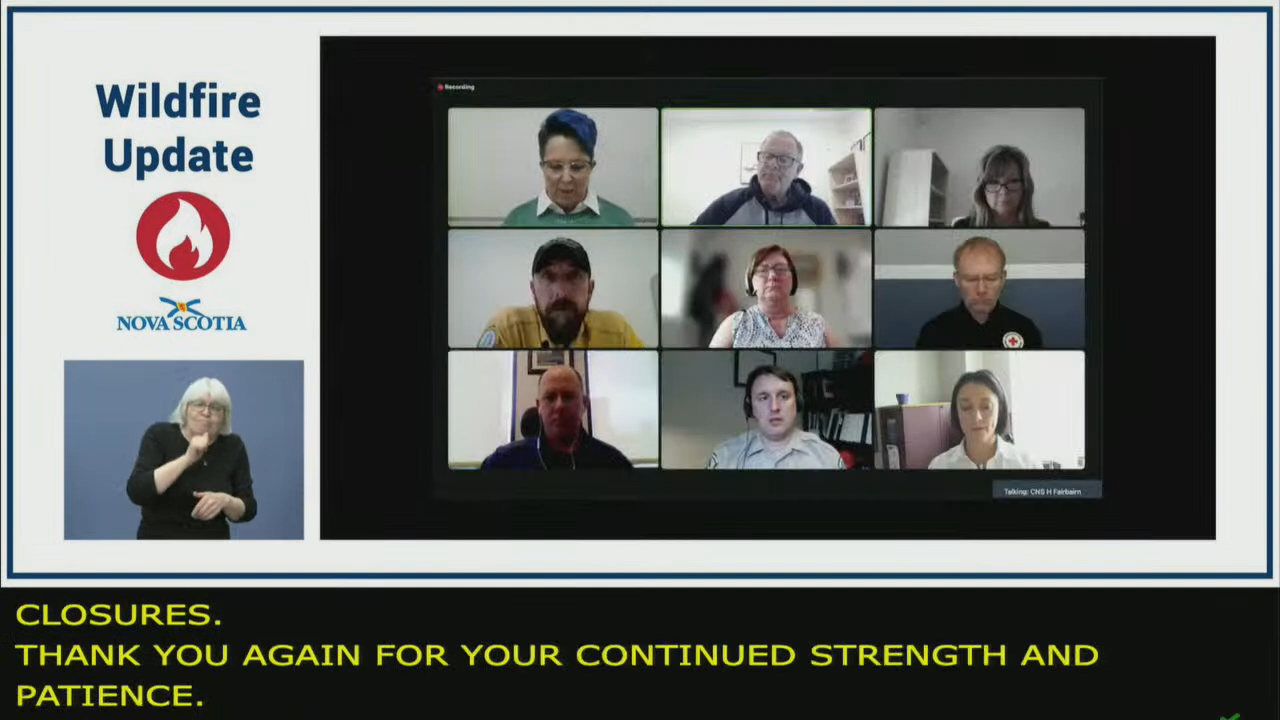 Wildfire
Update
NOVA SCOTIA
Recording
Talking: CNS H Fairbairn
CLOSURES.
THANK YOU AGAIN FOR YOUR CONTINUED STRENGTH AND
PATIENCE.